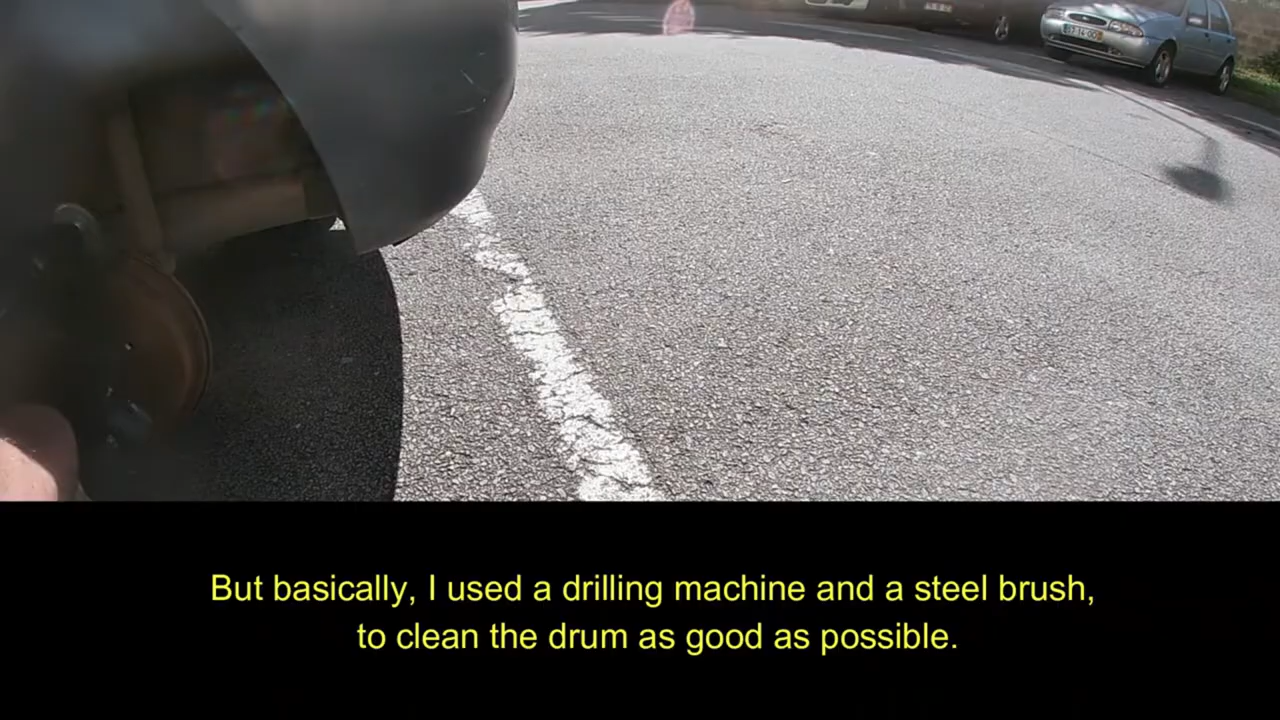 But basically, I used a drilling machine and a steel brush,
to clean the drum as good as possible.